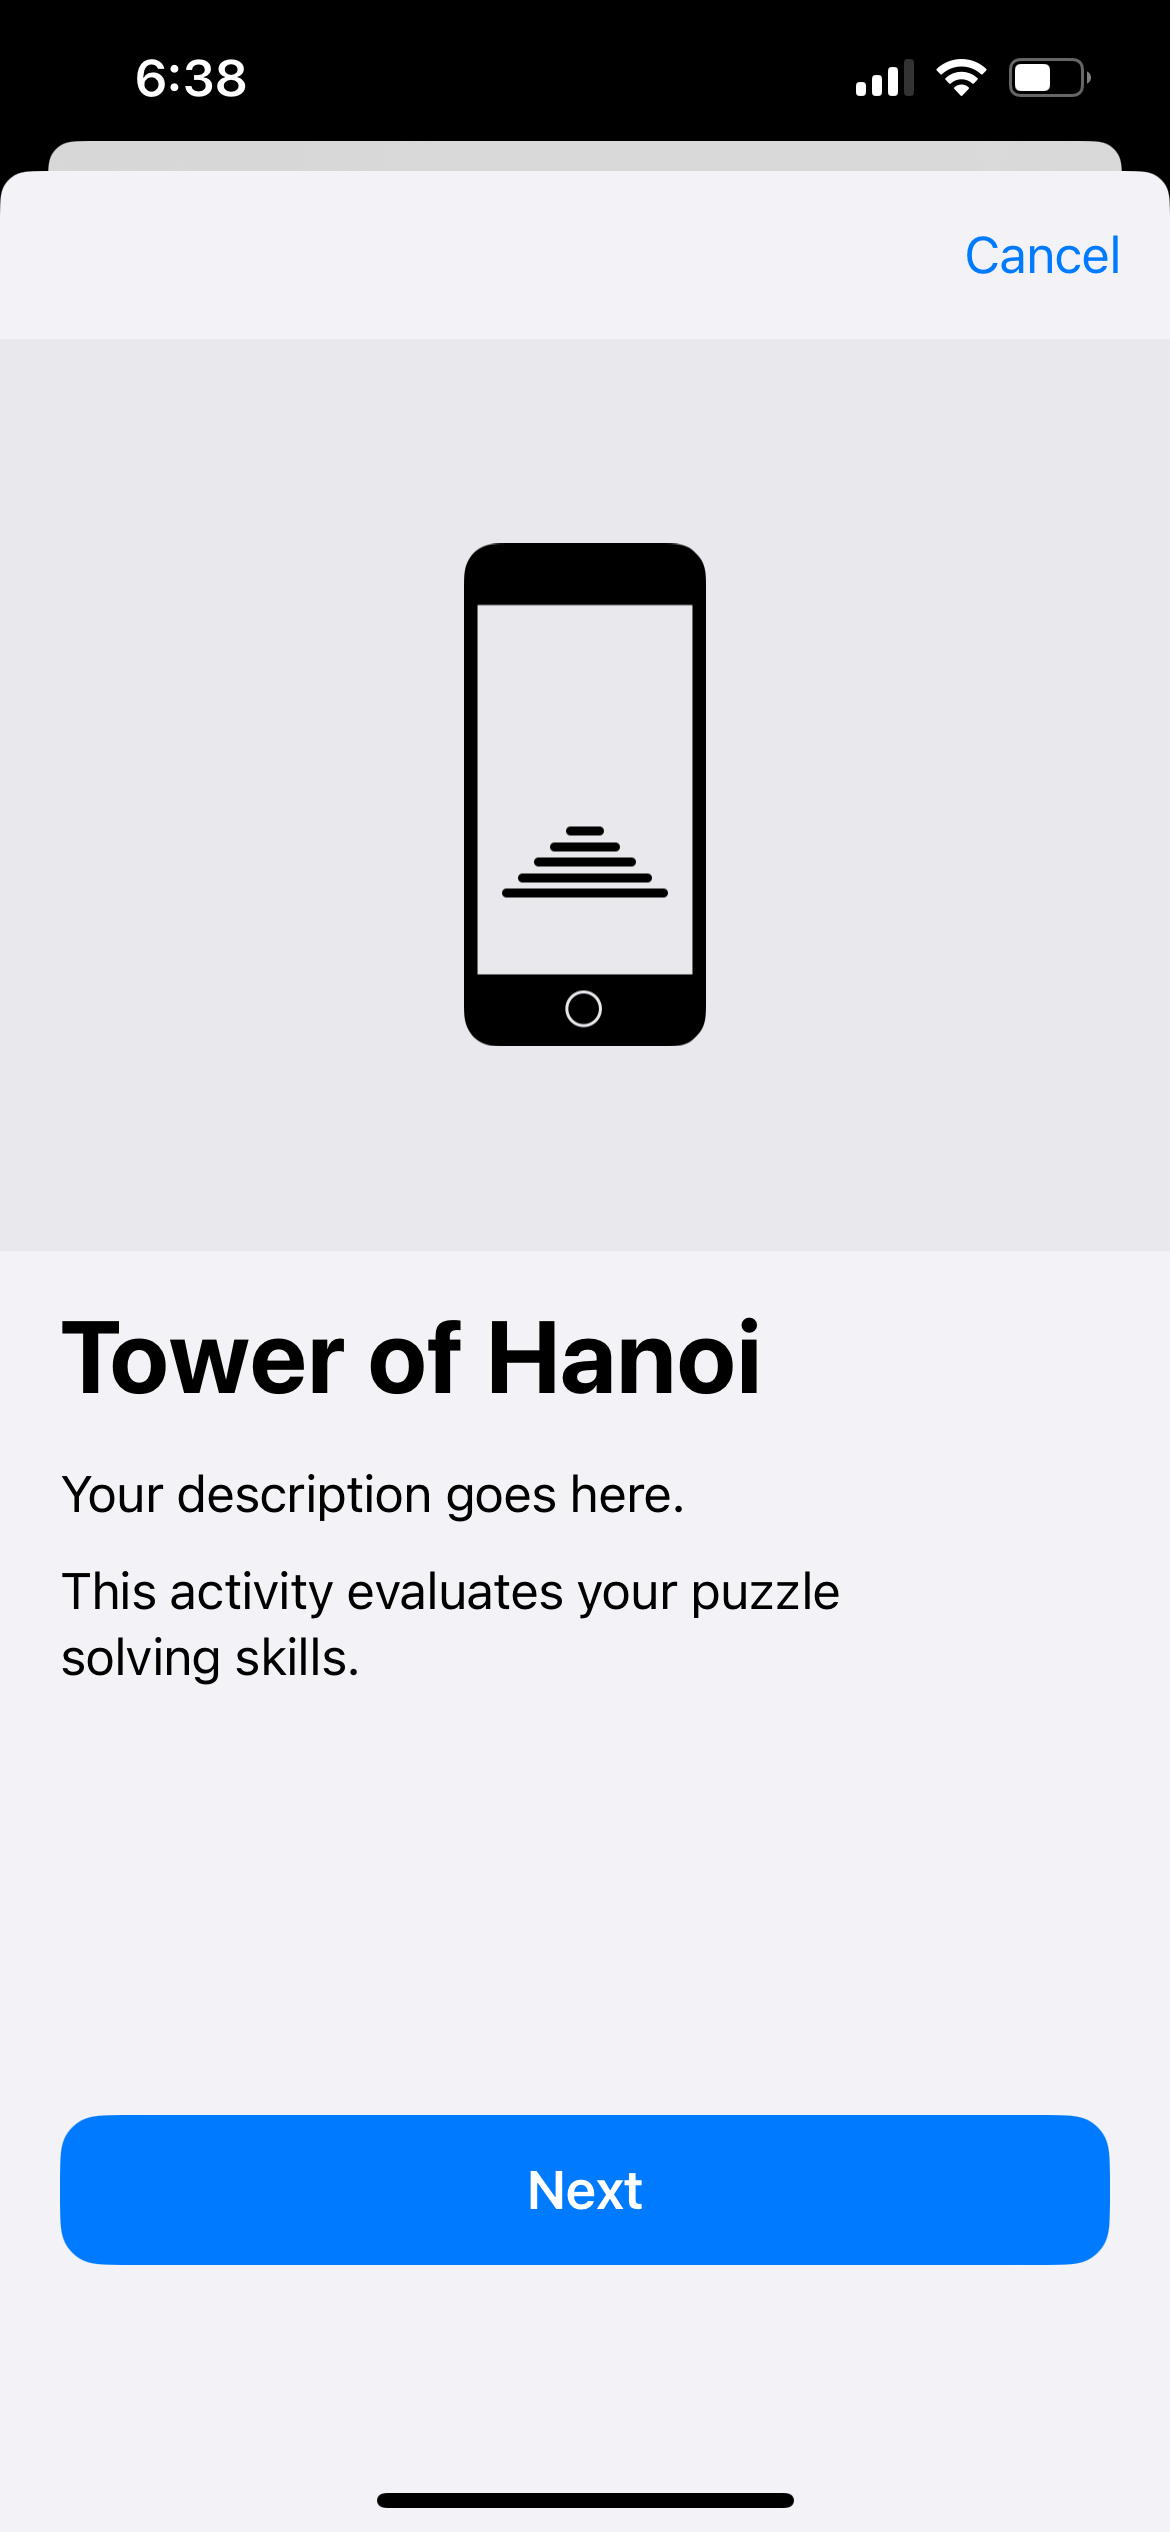 6:38
Cancel
Tower of Hanoi
Your description goes here.
This activity evaluates your puzzle
solving skills.
Next